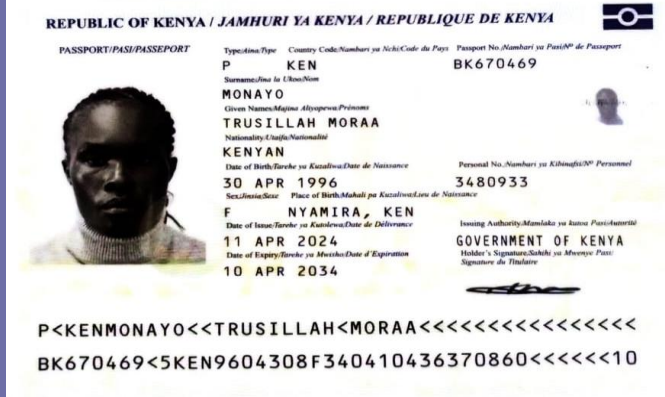 REPUBLIC OF KENYA / JAMHURI YA KENYA / REPUBLIQUE DE KENYA
PASSPORT/PASI/PASSEPORT
Type/Aina/Type Country Code/Nambari ya Nchi/Code du Pays Passport No./Nambari ya Pasi/Nº de Passeport
P KEN BK670469
Surname/Jina la Ukoo/Nom
MONAYO
Given Names/Majina Aliyopewa/Prénoms
TRUSILLAH MORAA
Nationality/Utaifa/Nationalité
KENYAN
Date of Birth/Tarehe ya Kuzaliwa/Date de Naissance Personal No./Nambari ya Kibinafsi/Nº Personnel
30 APR 1996 3480933
Sex/Jinsia/Sexe Place of Birth/Mahali pa Kuzaliwa/Lieu de Naissance
F NYAMIRA, KEN
Date of Issue/Tarehe ya Kutolewa/Date de Délivrance Issuing Authority/Mamlaka ya kutoa Pasi/Autorité
11 APR 2024 GOVERNMENT OF KENYA
Date of Expiry/Tarehe ya Mwisho/Date d'Expiration Holder's Signature/Sahihi ya Mwenye Pasi/
Signature du Titulaire
10 APR 2034
P<KENMONAYO<<TRUSILLAH<MORAA<<<<<<<<<<<<<<<<
BK670469<5KEN9604308F340410436370860<<<<<<10